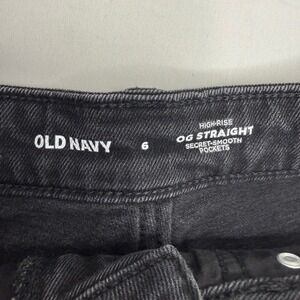 OLD NAVY
6
HIGH-RISE
OG STRAIGHT
SECRET-SMOOTH
POCKETS